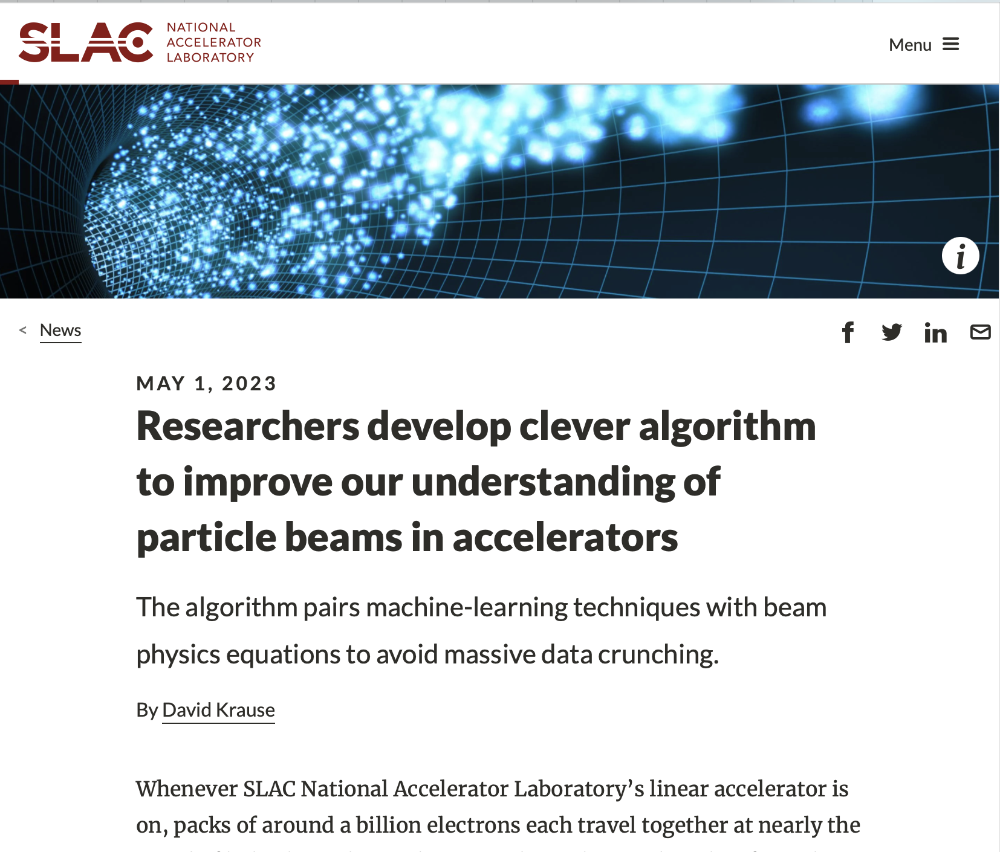 SLAC
NATIONAL
ACCELERATOR
LABORATORY
Menu
i
< News
MAY 1, 2023
Researchers develop clever algorithm
to improve our understanding of
particle beams in accelerators
The algorithm pairs machine-learning techniques with beam
physics equations to avoid massive data crunching.
By David Krause
Whenever SLAC National Accelerator Laboratory’s linear accelerator is
on, packs of around a billion electrons each travel together at nearly the